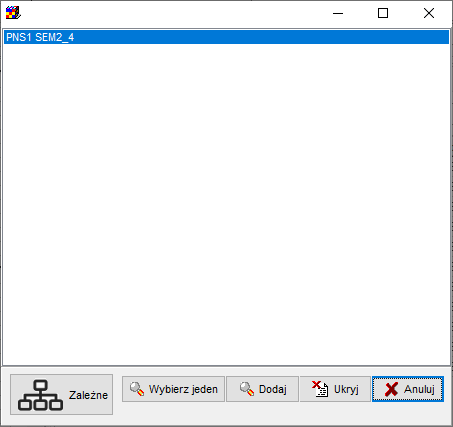 PNS1 SEM2_4
Zależne
Wybierz jeden
Dodaj
Ukryj
Anuluj